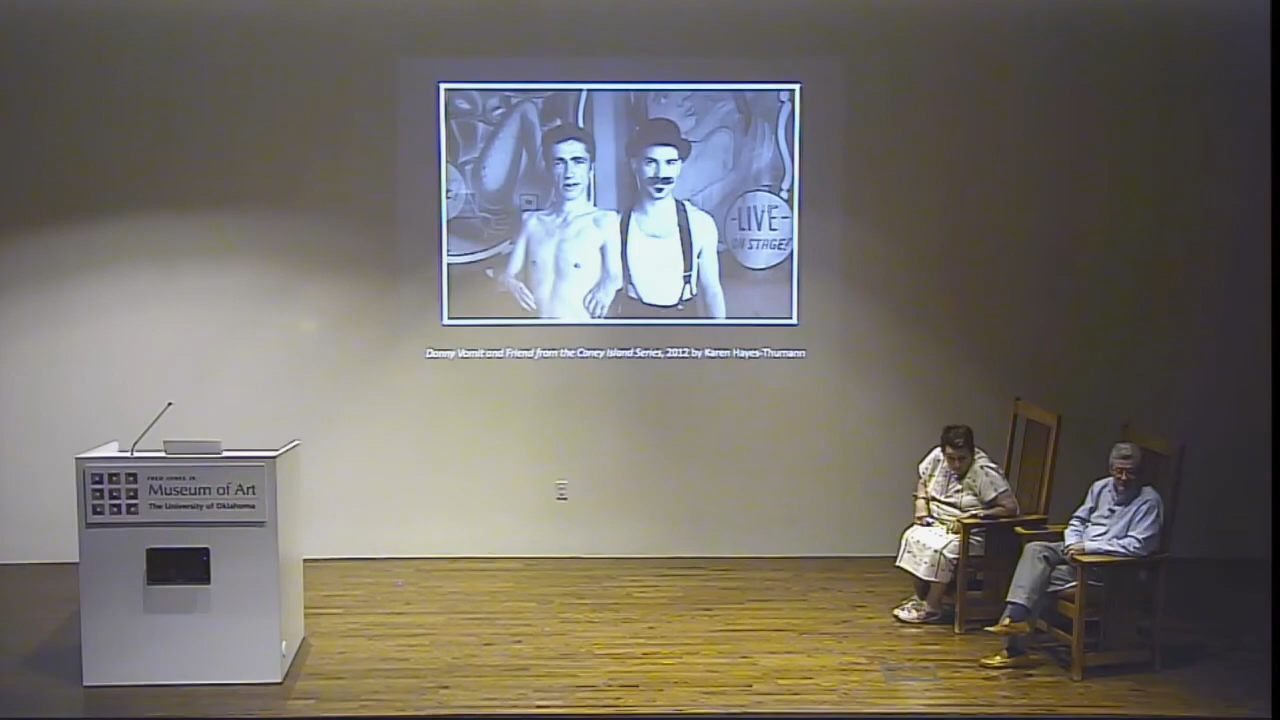 -LIVE-
ON STAGE!
Donny Vomit and Friend from the Coney Island Series, 2012 by Karen Hayes-Thumann
FRED JONES JR.
Museum of Art
The University of Oklahoma